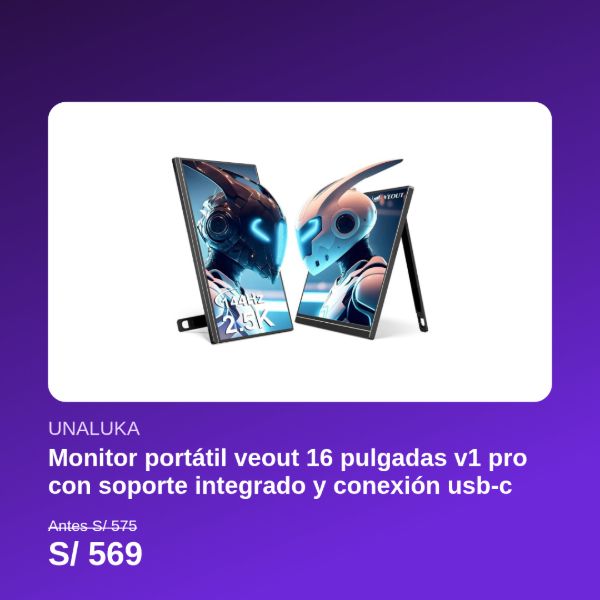 VEOUT
144Hz
2.5K
UNALUKA
Monitor portátil veout 16 pulgadas v1 pro
con soporte integrado y conexión usb-c
Antes S/ 575
S/ 569